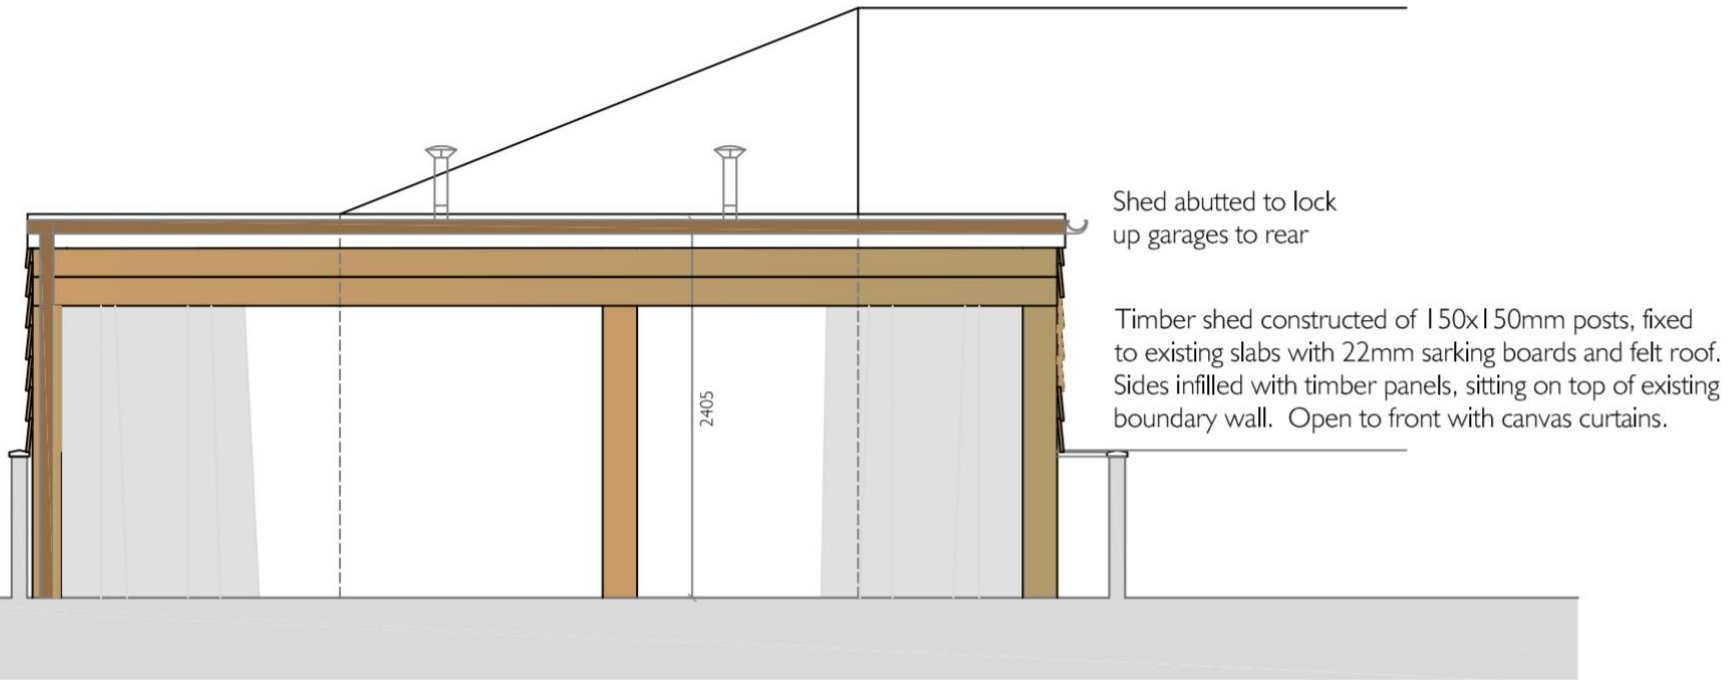 Shed abutted to lock
up garages to rear
Timber shed constructed of 150x150mm posts, fixed
to existing slabs with 22mm sarking boards and felt roof.
Sides infilled with timber panels, sitting on top of existing
boundary wall.  Open to front with canvas curtains.
2405